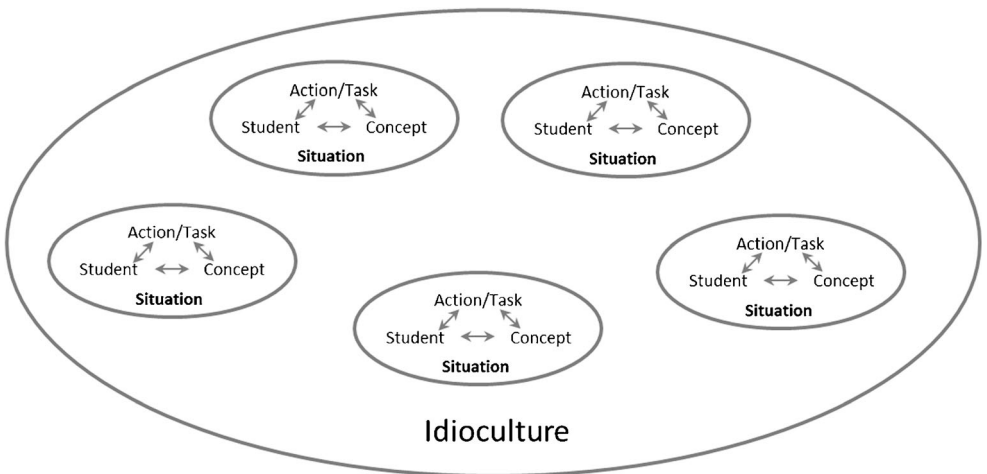 Action/Task
Student Concept
Situation
Action/Task
Student Concept
Situation
Action/Task
Student Concept
Situation
Action/Task
Student Concept
Situation
Action/Task
Student Concept
Situation
Idioculture